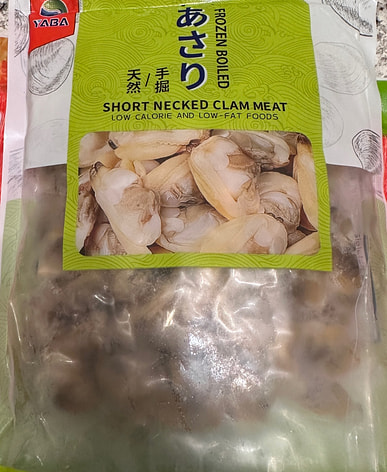 YABA
あさり
FROZEN BOILED
天然/手掘
SHORT NECKED CLAM MEAT
LOW CALORIE AND LOW-FAT FOODS